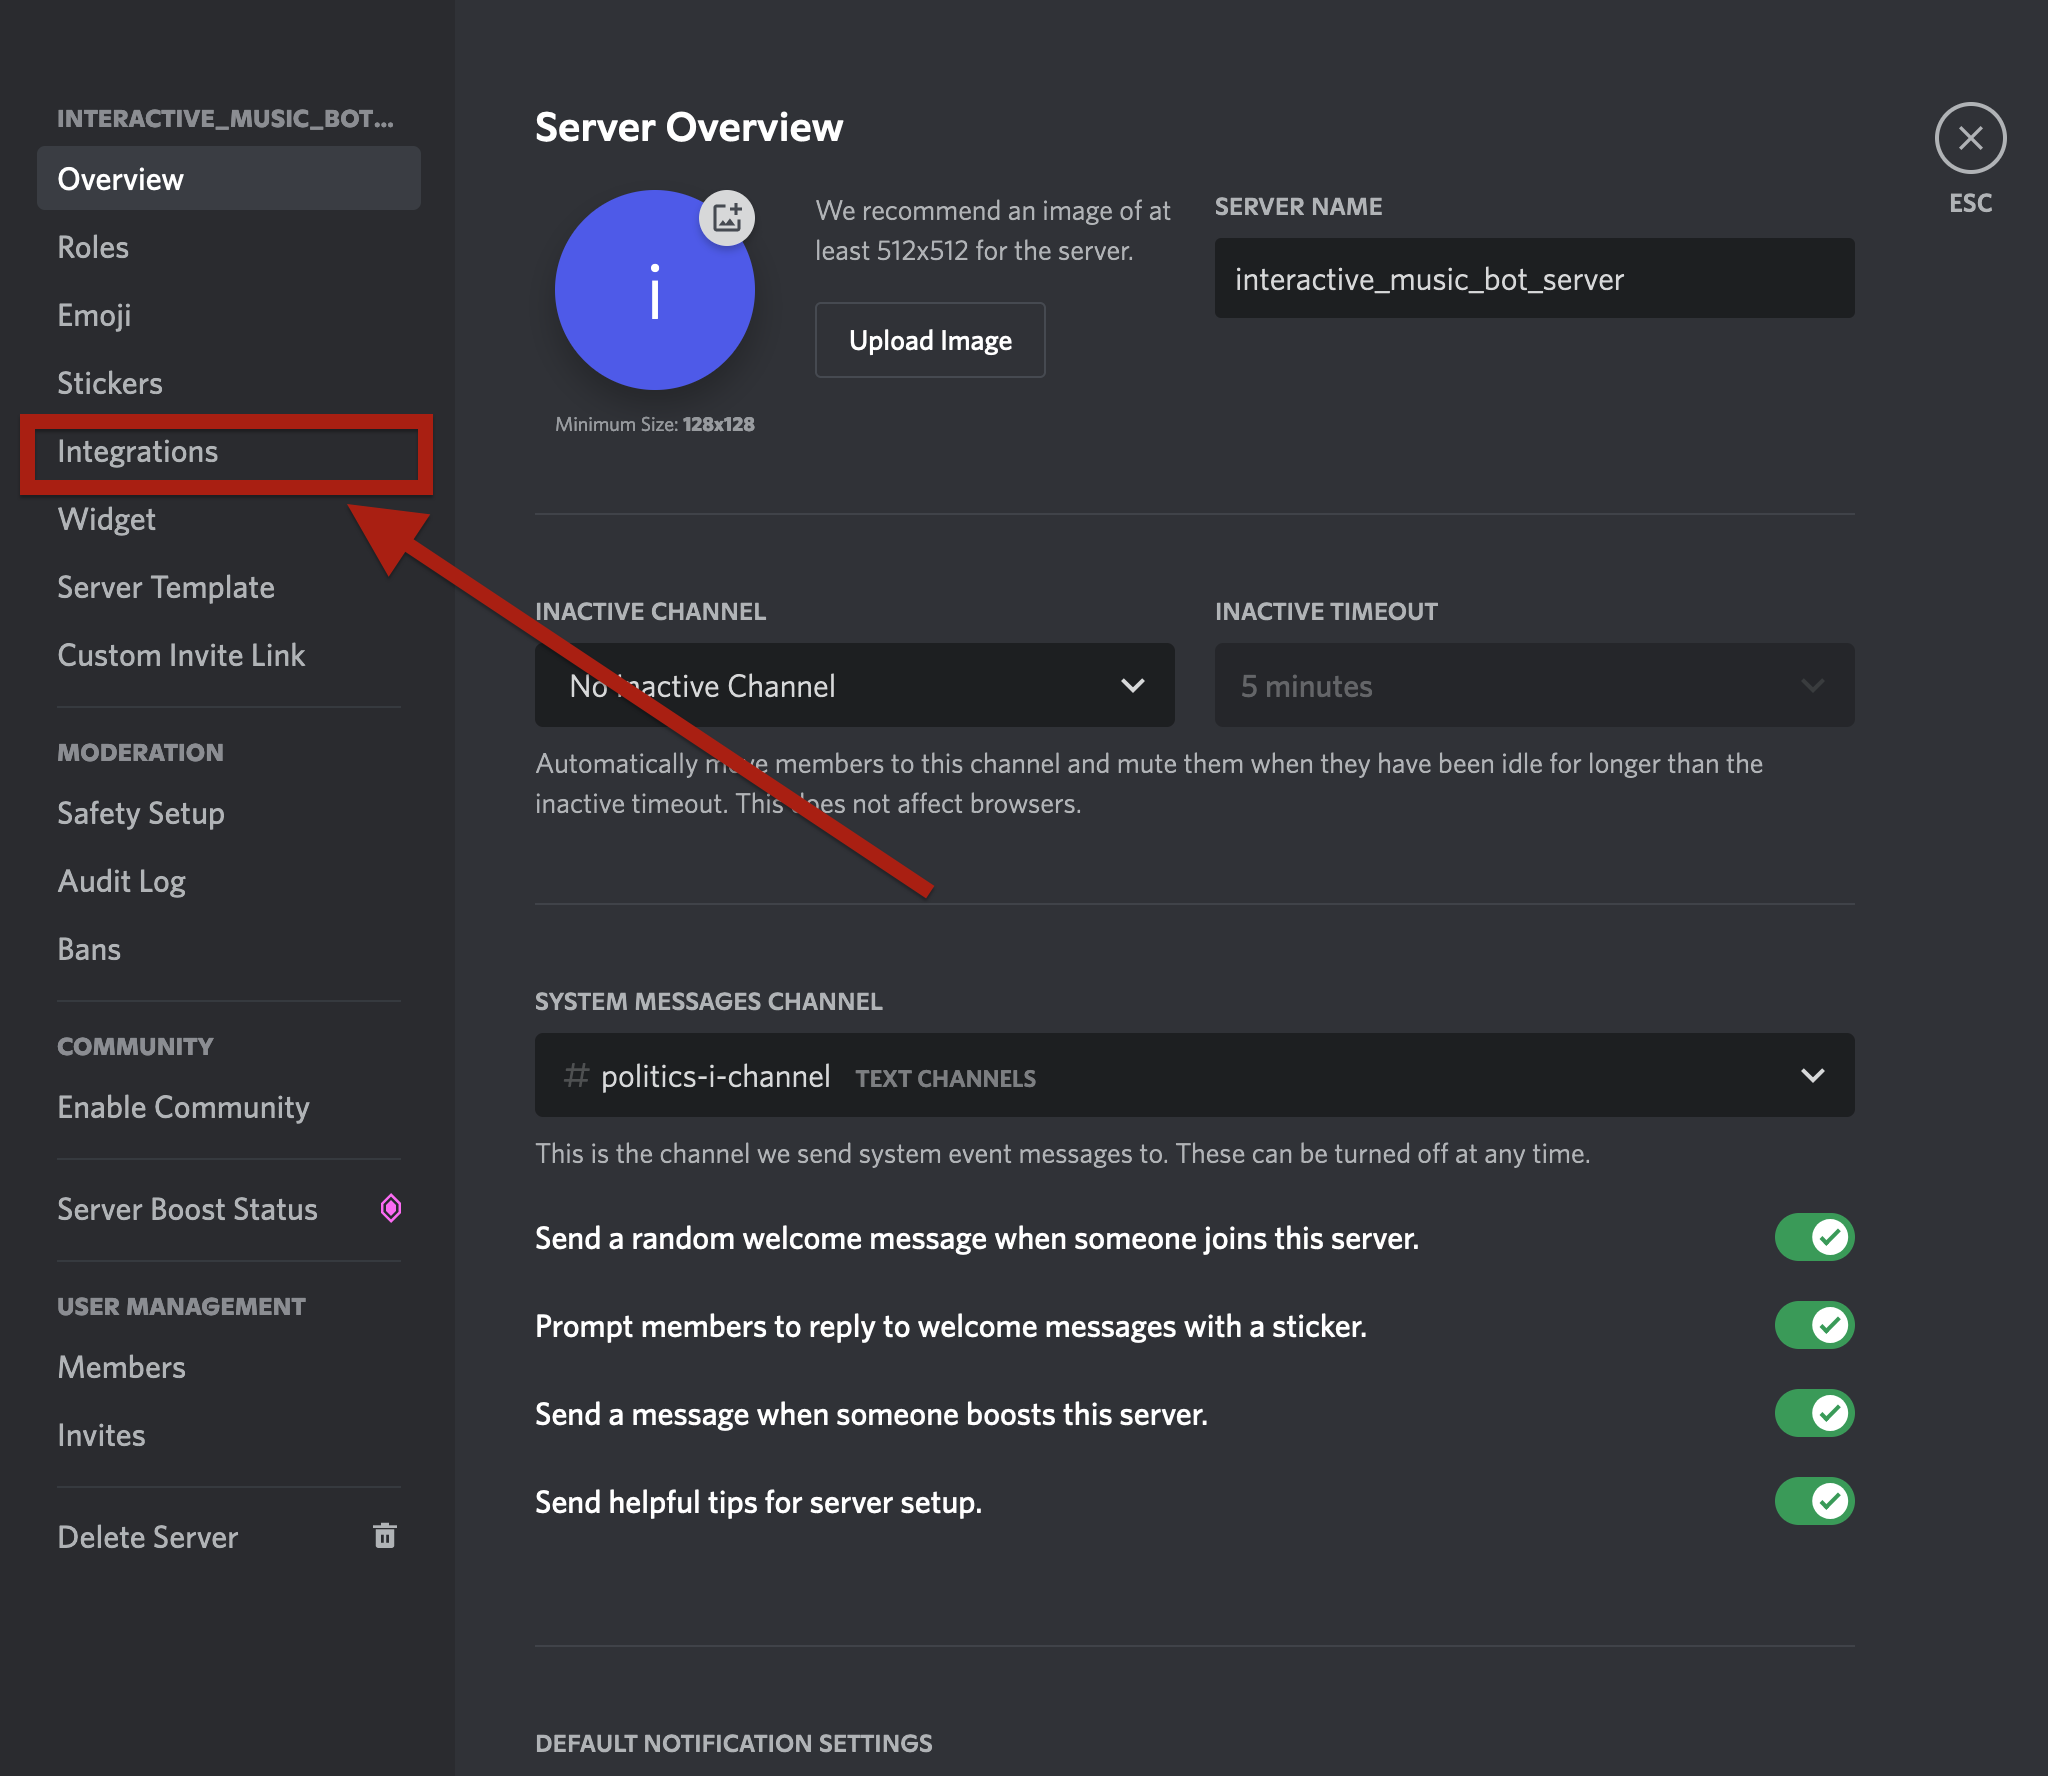 INTERACTIVE_MUSIC_BOT...
Overview
Roles
Emoji
Stickers
Integrations
Widget
Server Template
Custom Invite Link
MODERATION
Safety Setup
Audit Log
Bans
COMMUNITY
Enable Community
Server Boost Status
USER MANAGEMENT
Members
Invites
Delete Server
Server Overview
i
Minimum Size: 128x128
We recommend an image of at
least 512x512 for the server.
Upload Image
SERVER NAME
interactive_music_bot_server
ESC
INACTIVE CHANNEL
No Inactive Channel
INACTIVE TIMEOUT
5 minutes
Automatically move members to this channel and mute them when they have been idle for longer than the
inactive timeout. This does not affect browsers.
SYSTEM MESSAGES CHANNEL
# politics-i-channel TEXT CHANNELS
This is the channel we send system event messages to. These can be turned off at any time.
Send a random welcome message when someone joins this server.
Prompt members to reply to welcome messages with a sticker.
Send a message when someone boosts this server.
Send helpful tips for server setup.
DEFAULT NOTIFICATION SETTINGS